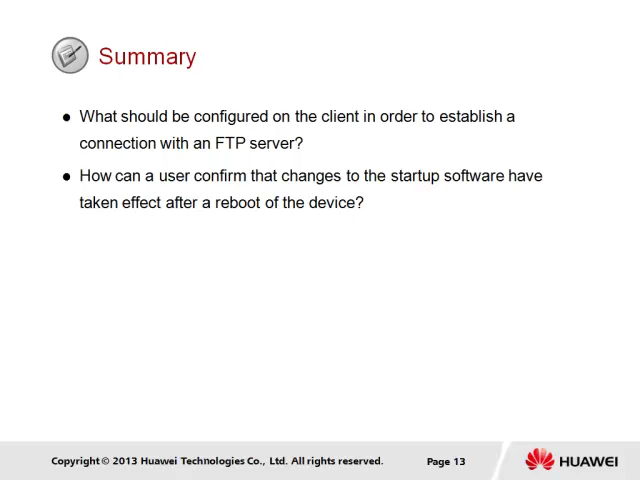 Summary
● What should be configured on the client in order to establish a
connection with an FTP server?
● How can a user confirm that changes to the startup software have
taken effect after a reboot of the device?
Copyright © 2013 Huawei Technologies Co., Ltd. All rights reserved.
Page 13
HUAWEI